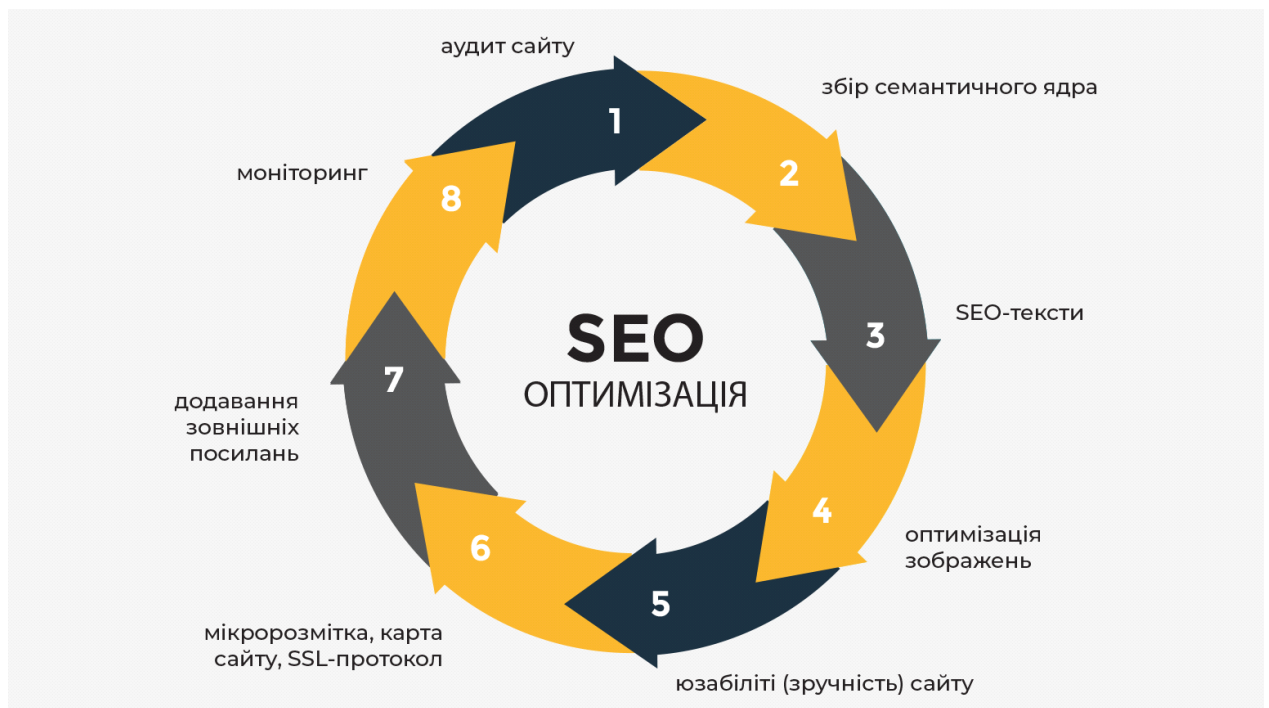 аудит сайту
1
збір семантичного ядра
2
SEO-тексти
3
оптимізація
зображень
4
юзабіліті (зручність) сайту
5
мікророзмітка, карта
сайту, SSL-протокол
6
додавання
зовнішніх
посилань
7
моніторинг
8
SEO
ОПТИМІЗАЦІЯ